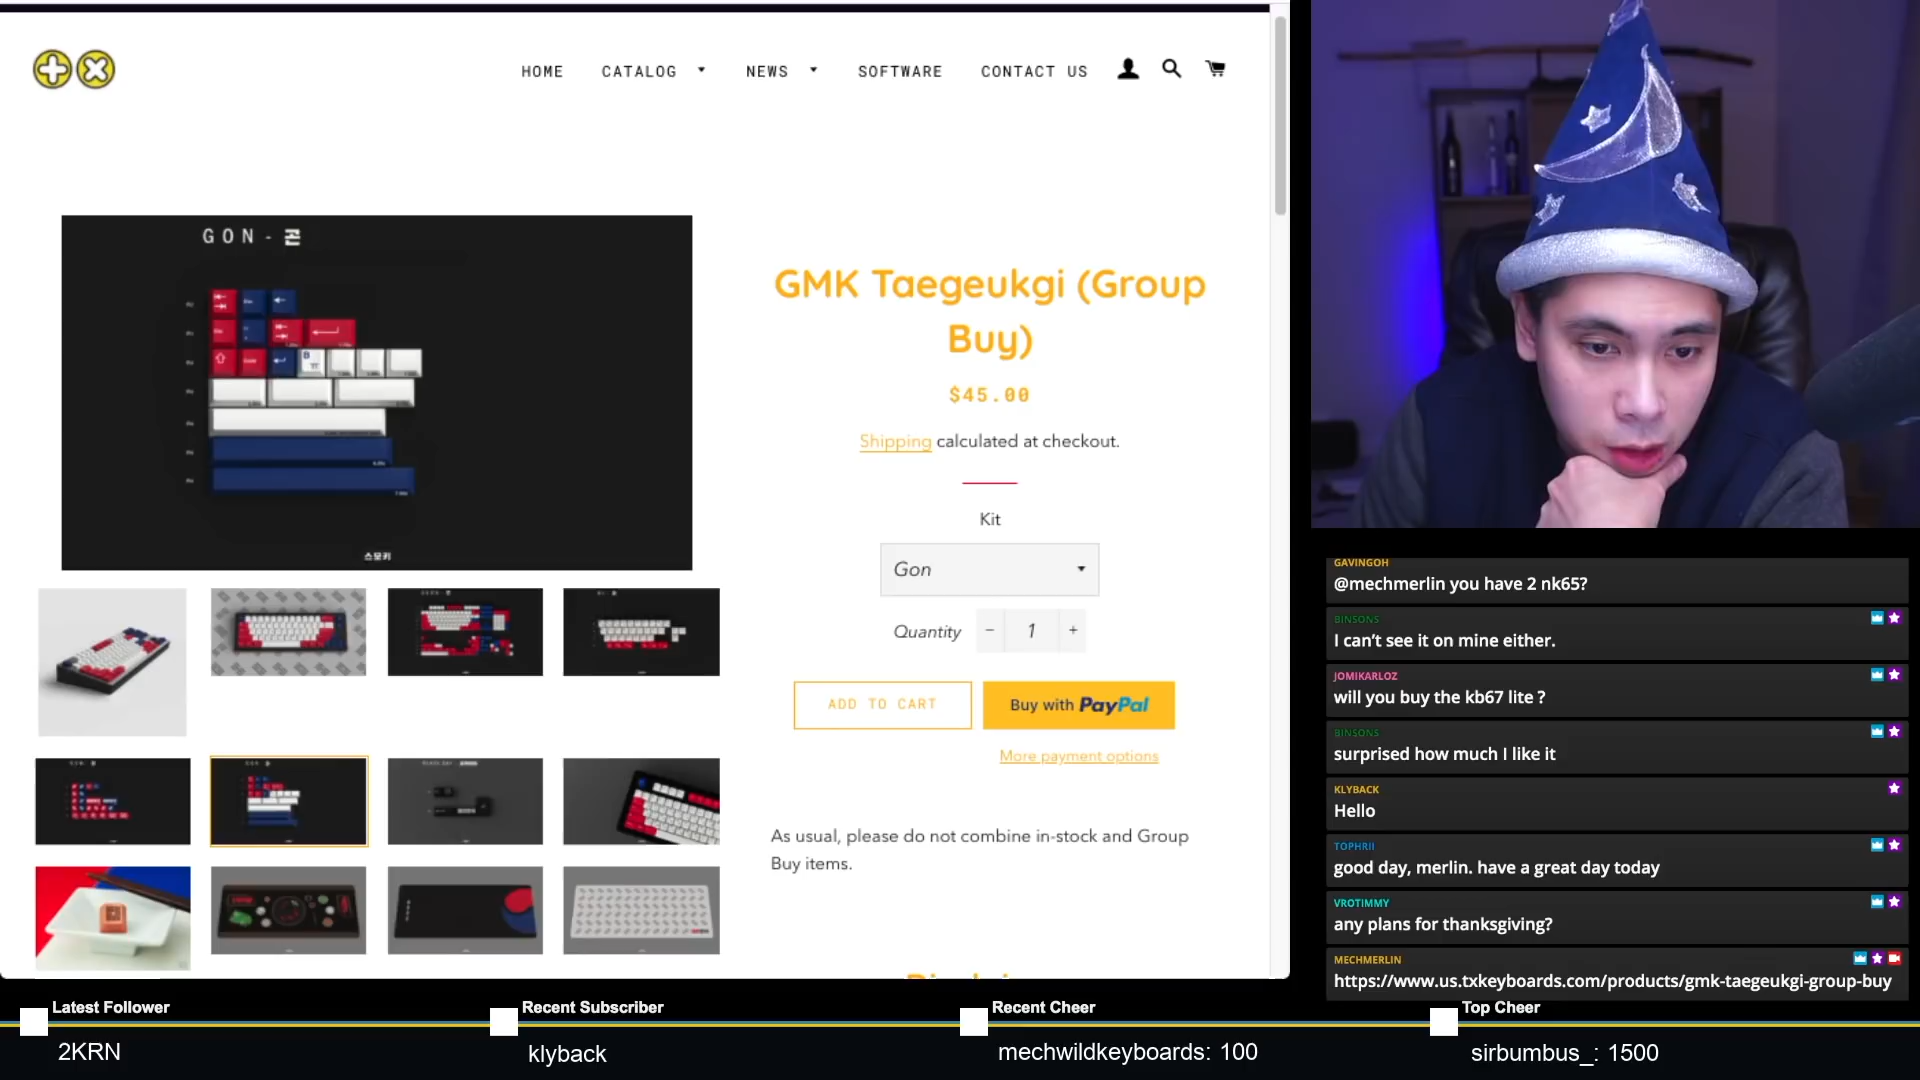 HOME
CATALOG
NEWS
SOFTWARE
CONTACT US
GON - 곤
스모키
GMK Taegeukgi (Group
Buy)
$45.00
Shipping calculated at checkout.
Kit
Gon
Quantity
− 1 +
ADD TO CART
Buy with PayPal
More payment options
As usual, please do not combine in-stock and Group
Buy items.
GAVINGOH
@mechmerlin you have 2 nk65?
BINSONS
I can't see it on mine either.
JOMIKARLOZ
will you buy the kb67 lite ?
BINSONS
surprised how much I like it
KLYBACK
Hello
TOPHRII
good day, merlin. have a great day today
VROTIMMY
any plans for thanksgiving?
MECHMERLIN
https://www.us.txkeyboards.com/products/gmk-taegeukgi-group-buy
Latest Follower
2KRN
Recent Subscriber
klyback
Recent Cheer
mechwildkeyboards: 100
Top Cheer
sirbumbus_: 1500